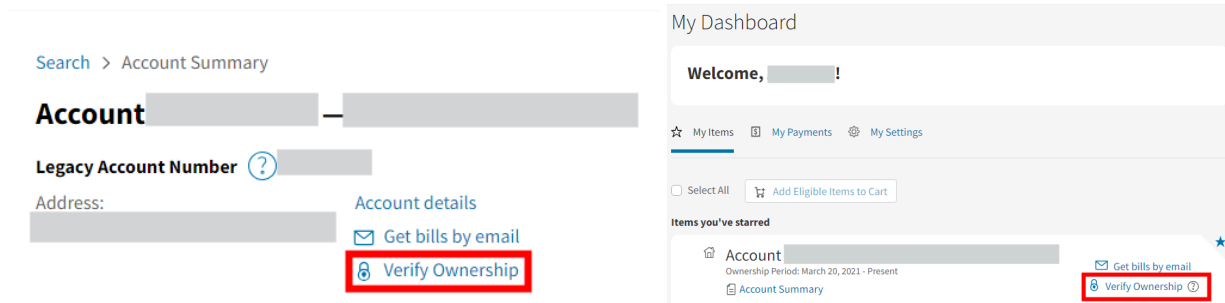 Search > Account Summary
Account —
Legacy Account Number ?
Address:
Account details
Get bills by email
Verify Ownership
My Dashboard
Welcome, !
My Items My Payments My Settings
Select All Add Eligible Items to Cart
Items you've starred
Account
Ownership Period: March 20, 2021 - Present
Account Summary
Get bills by email
Verify Ownership ?